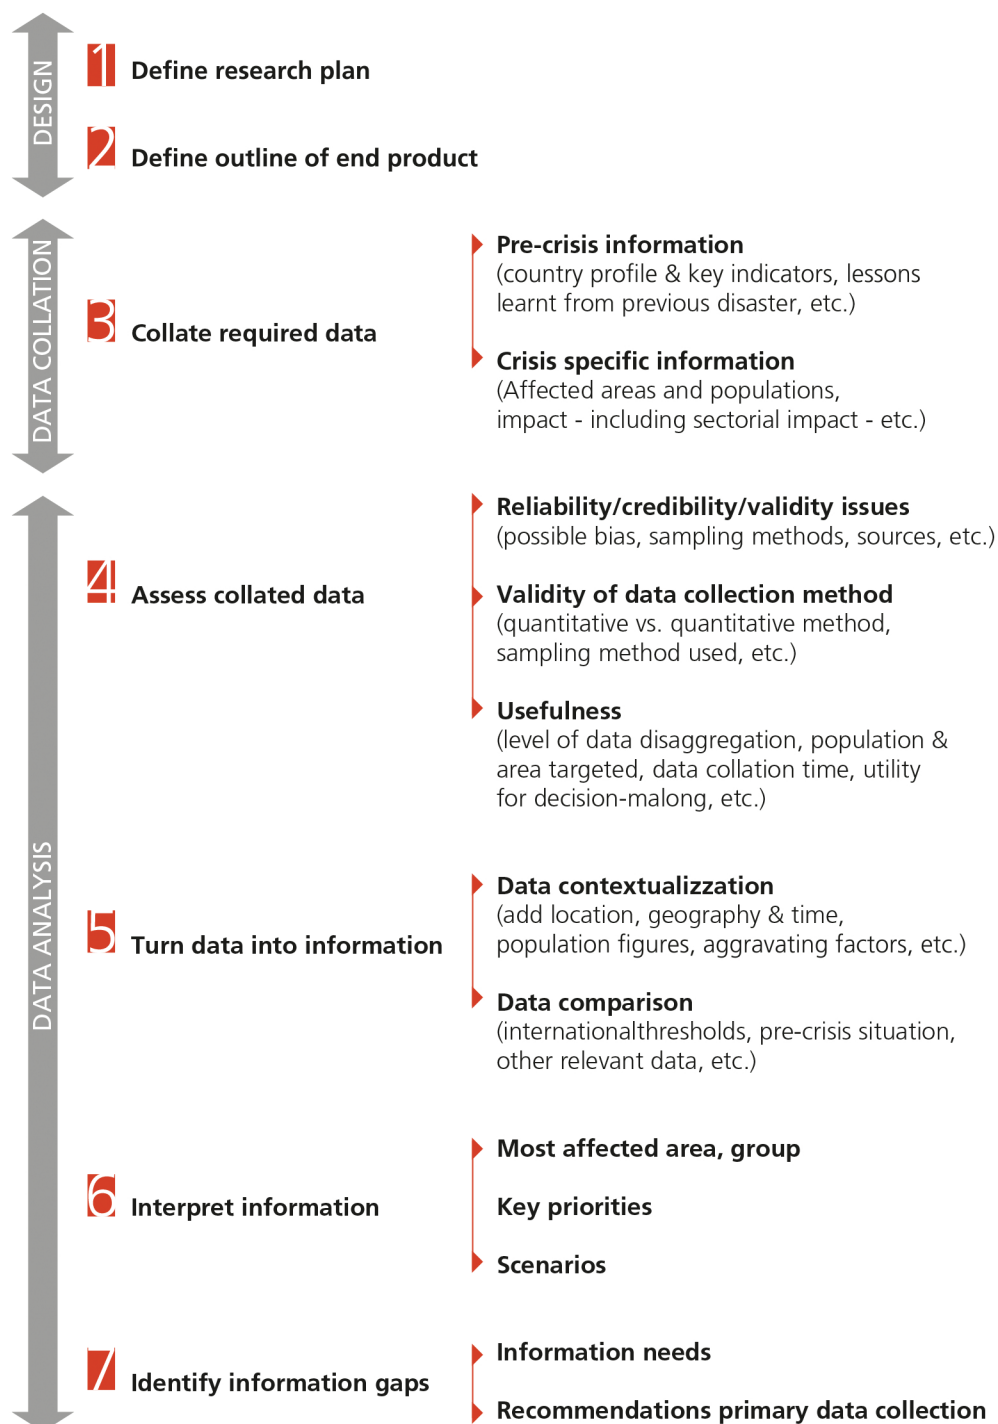 DESIGN
1 Define research plan
2 Define outline of end product
DATA COLLATION
3 Collate required data
Pre-crisis information
(country profile & key indicators, lessons
learnt from previous disaster, etc.)
Crisis specific information
(Affected areas and populations,
impact - including sectorial impact - etc.)
DATA ANALYSIS
4 Assess collated data
Reliability/credibility/validity issues
(possible bias, sampling methods, sources, etc.)
Validity of data collection method
(quantitative vs. quantitative method,
sampling method used, etc.)
Usefulness
(level of data disaggregation, population &
area targeted, data collation time, utility
for decision-malong, etc.)
5 Turn data into information
Data contextualizzation
(add location, geography & time,
population figures, aggravating factors, etc.)
Data comparison
(internationalthresholds, pre-crisis situation,
other relevant data, etc.)
6 Interpret information
Most affected area, group
Key priorities
Scenarios
7 Identify information gaps
Information needs
Recommendations primary data collection